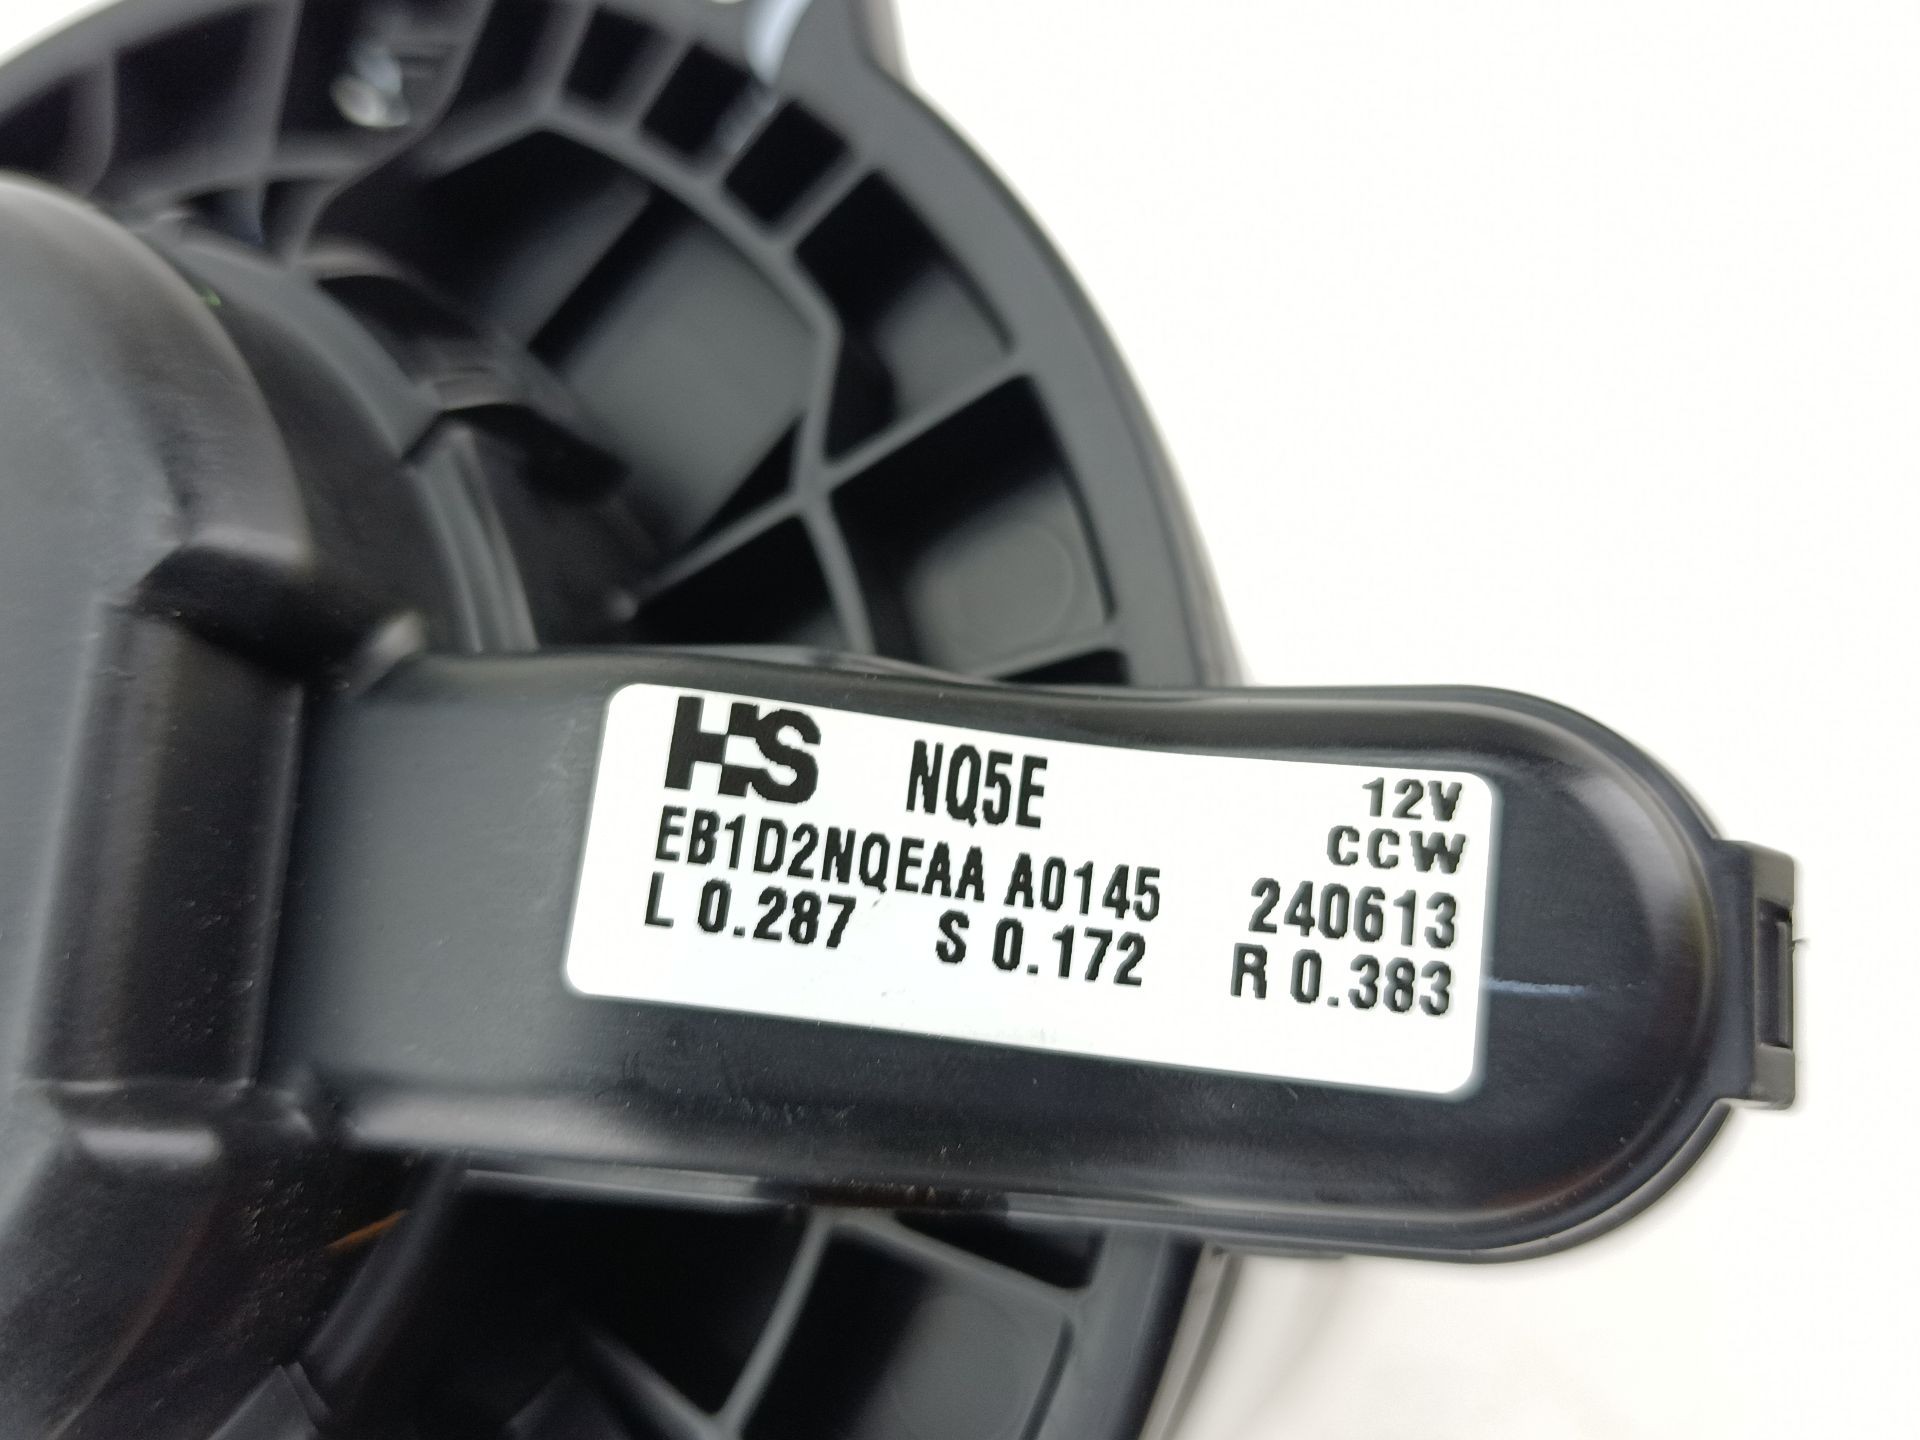 HS NQ5E 12V
CCW
EB1D2NQEAA A0145 240613
L 0.287 S 0.172 R 0.383